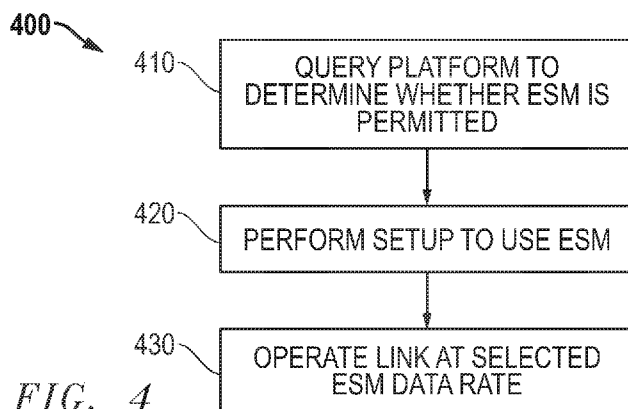 400
410
QUERY PLATFORM TO
DETERMINE WHETHER ESM IS
PERMITTED
420
PERFORM SETUP TO USE ESM
430
OPERATE LINK AT SELECTED
ESM DATA RATE
FIG. 4